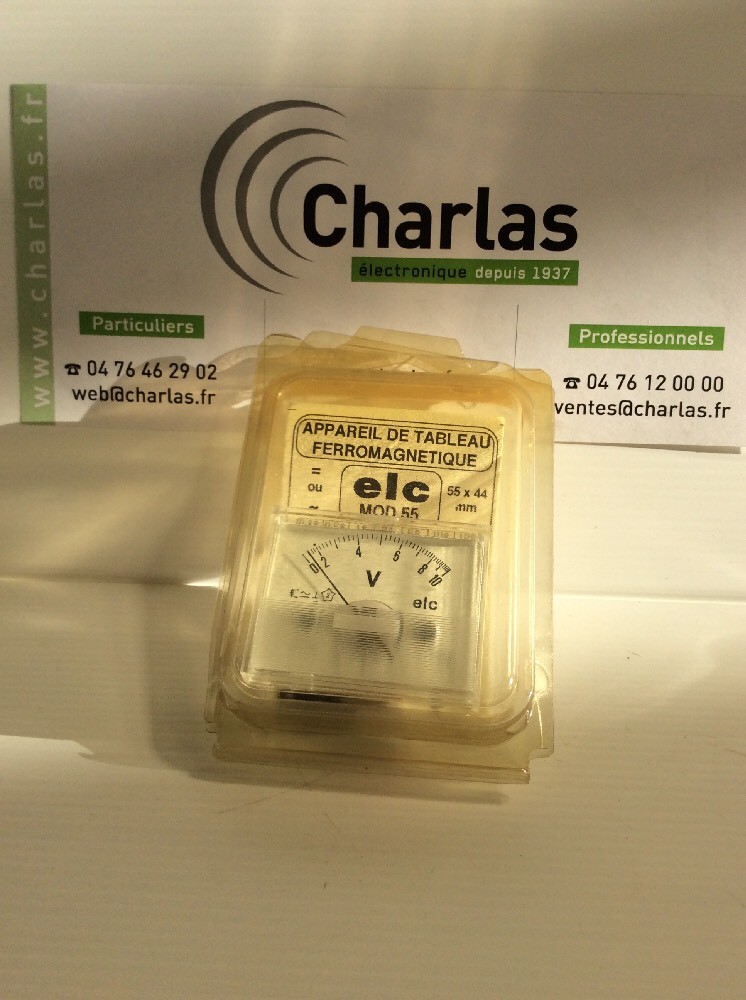 www.charlas.fr
Charlas
électronique depuis 1937
Particuliers
☎ 04 76 46 29 02
web@charlas.fr
Professionnels
☎ 04 76 12 00 00
ventes@charlas.fr
APPAREIL DE TABLEAU
FERROMAGNETIQUE
=
ou
~
elc
MOD 55
55 x 44
mm
0 2 4 6 8 10
V
elc